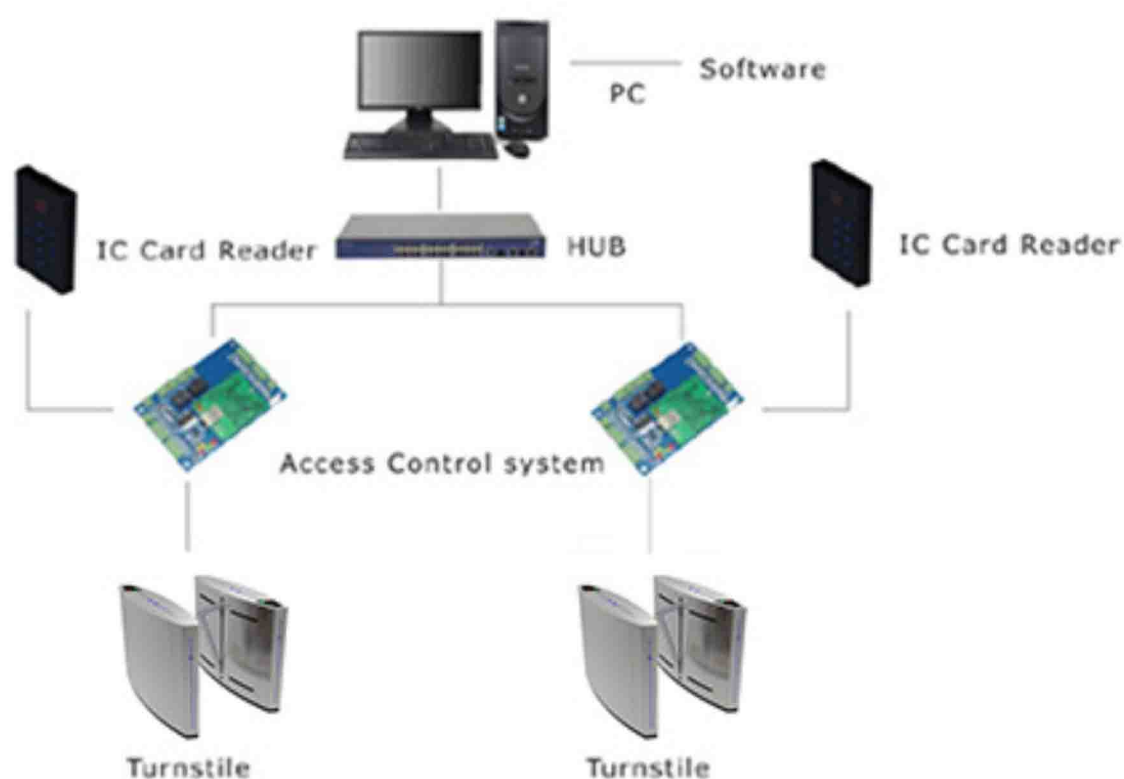 Software
PC
IC Card Reader
HUB
IC Card Reader
Access Control system
Turnstile
Turnstile